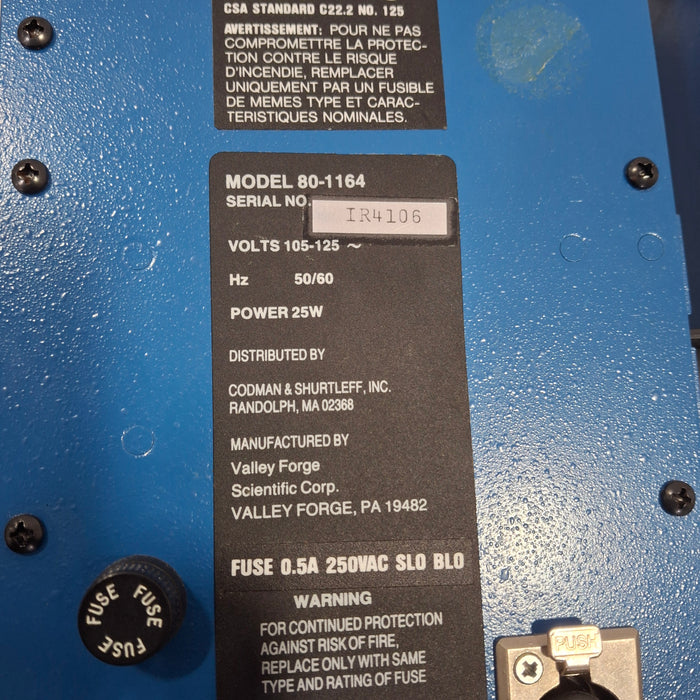 CSA STANDARD C22.2 NO. 125
AVERTISSEMENT: POUR NE PAS
COMPROMETTRE LA PROTEC-
TION CONTRE LE RISQUE
D'INCENDIE, REMPLACER
UNIQUEMENT PAR UN FUSIBLE
DE MEMES TYPE ET CARAC-
TERISTIQUES NOMINALES.
MODEL 80-1164
SERIAL NO.
IR4106
VOLTS 105-125 ~
Hz 50/60
POWER 25W
DISTRIBUTED BY
CODMAN & SHURTLEFF, INC.
RANDOLPH, MA 02368
MANUFACTURED BY
Valley Forge
Scientific Corp.
VALLEY FORGE, PA 19482
FUSE 0.5A 250VAC SLO BLO
WARNING
FOR CONTINUED PROTECTION
AGAINST RISK OF FIRE,
REPLACE ONLY WITH SAME
TYPE AND RATING OF FUSE
FUSE FUSE FUSE
PUSH